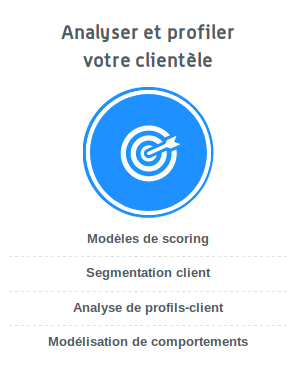 Analyser et profiler
votre clientèle
Modèles de scoring
Segmentation client
Analyse de profils-client
Modélisation de comportements